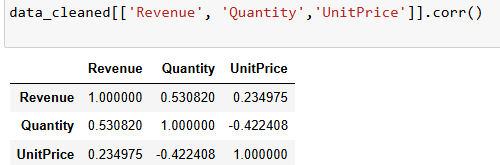 data_cleaned[['Revenue', 'Quantity','UnitPrice']].corr()
Revenue Quantity UnitPrice
Revenue 1.000000 0.530820 0.234975
Quantity 0.530820 1.000000 -0.422408
UnitPrice 0.234975 -0.422408 1.000000